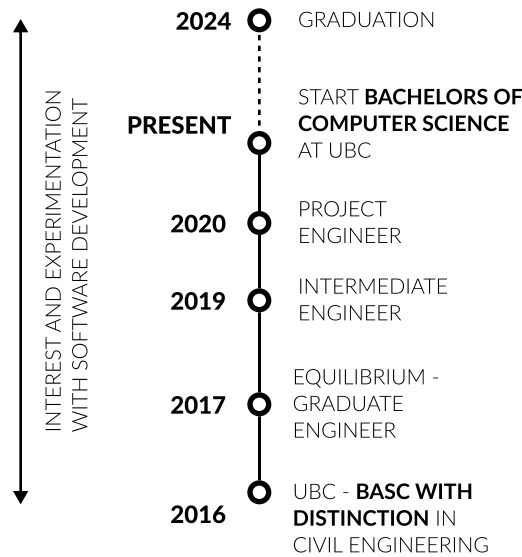 2024
GRADUATION
PRESENT
START BACHELORS OF
COMPUTER SCIENCE
AT UBC
2020
PROJECT
ENGINEER
2019
INTERMEDIATE
ENGINEER
2017
EQUILIBRIUM -
GRADUATE
ENGINEER
2016
UBC - BASC WITH
DISTINCTION IN
CIVIL ENGINEERING
INTEREST AND EXPERIMENTATION
WITH SOFTWARE DEVELOPMENT